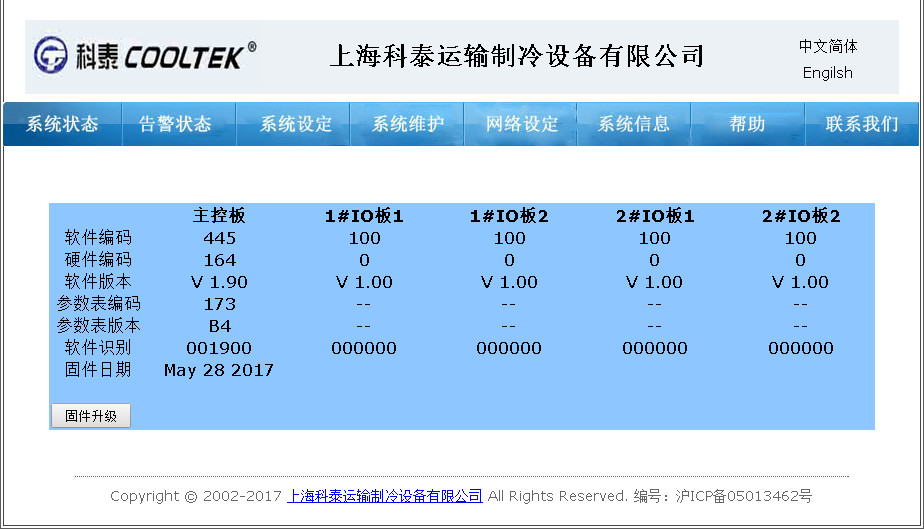 科泰 COOLTEK® 上海科泰运输制冷设备有限公司 中文简体
Engilsh
系统状态 告警状态 系统设定 系统维护 网络设定 系统信息 帮助 联系我们
主控板 1#IO板1 1#IO板2 2#IO板1 2#IO板2
软件编码 445 100 100 100 100
硬件编码 164 0 0 0 0
软件版本 V 1.90 V 1.00 V 1.00 V 1.00 V 1.00
参数表编码 173 -- -- -- --
参数表版本 B4 -- -- -- --
软件识别 001900 000000 000000 000000 000000
固件日期 May 28 2017
固件升级
Copyright © 2002-2017 上海科泰运输制冷设备有限公司 All Rights Reserved. 编号：沪ICP备05013462号